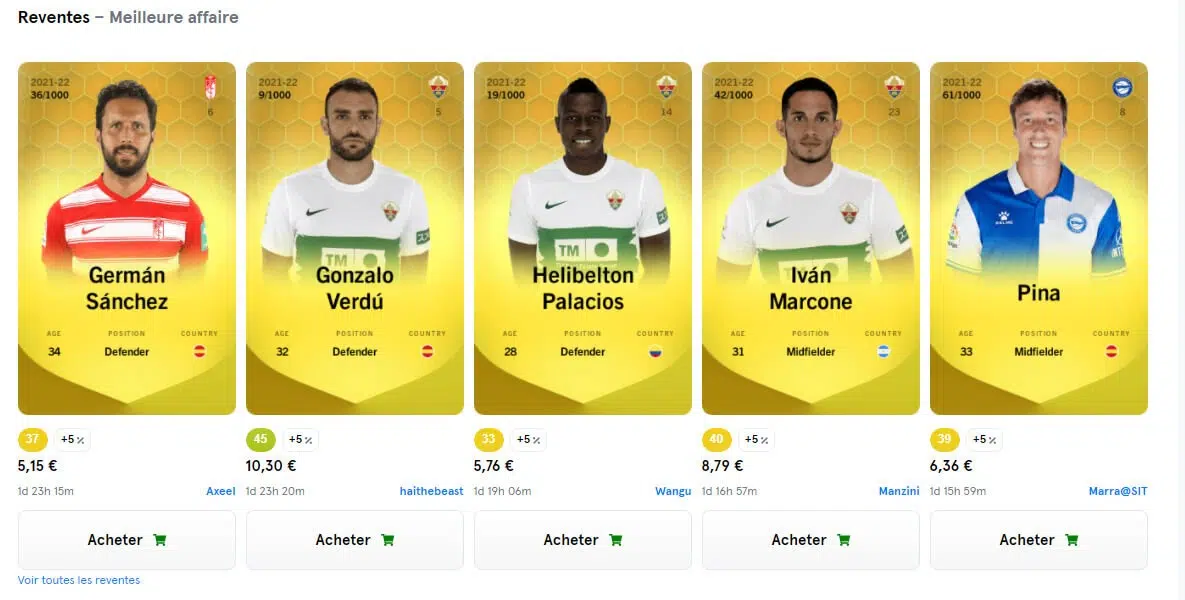 Reventes – Meilleure affaire
2021-22
36/1000
6
Germán
Sánchez
AGE POSITION COUNTRY
34 Defender
37 +5 %
5,15 €
1d 23h 15m Axeel
Acheter
2021-22
9/1000
5
Gonzalo
Verdú
AGE POSITION COUNTRY
32 Defender
45 +5 %
10,30 €
1d 23h 20m haithebeast
Acheter
2021-22
19/1000
14
TM
Helibelton
Palacios
AGE POSITION COUNTRY
28 Defender
33 +5 %
5,76 €
1d 19h 06m Wangu
Acheter
2021-22
42/1000
23
Iván
Marcone
AGE POSITION COUNTRY
31 Midfielder
40 +5 %
8,79 €
1d 16h 57m Manzini
Acheter
2021-22
61/1000
8
Pina
AGE POSITION COUNTRY
33 Midfielder
39 +5 %
6,36 €
1d 15h 59m Marra@SIT
Acheter
Voir toutes les reventes